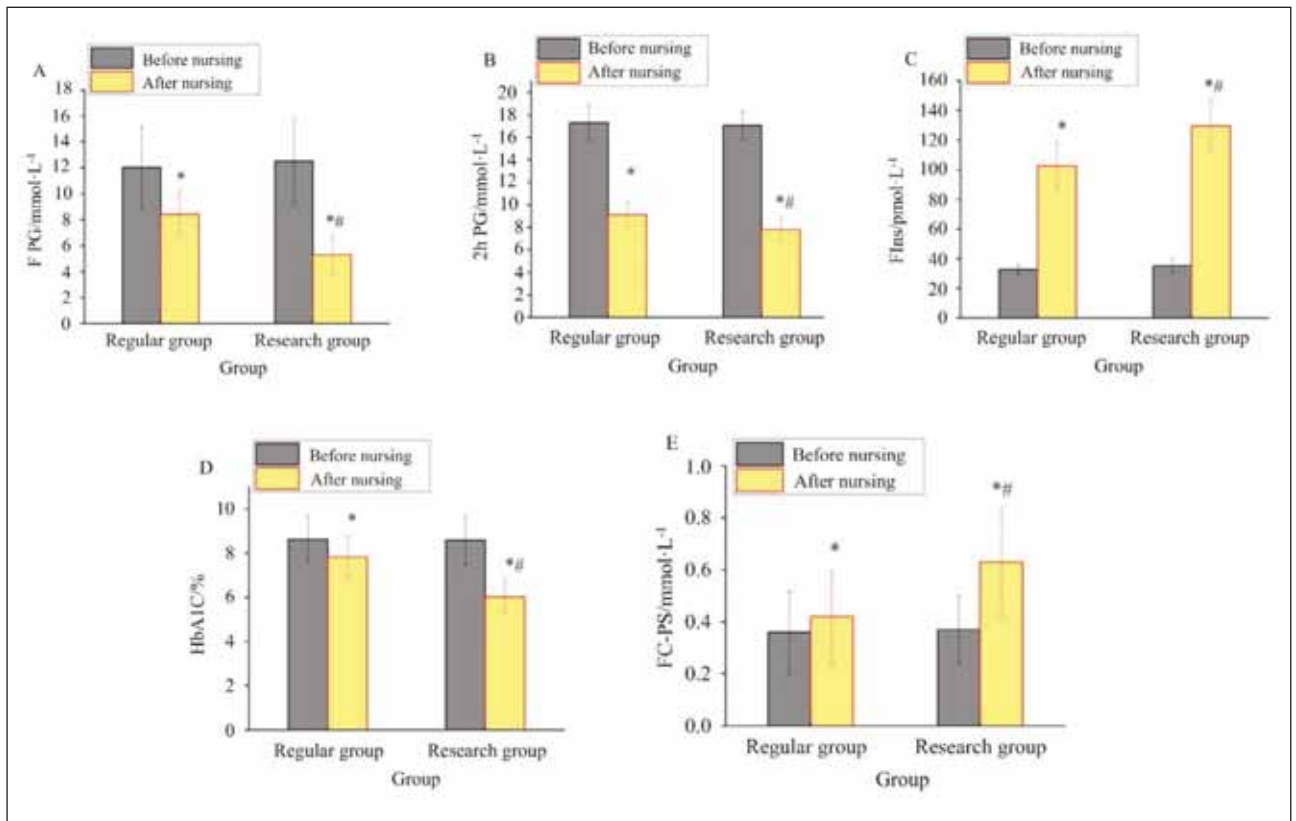 A
Before nursing
After nursing
18
16
14
12
10
8
6
4
2
0
F PG/mmol·L⁻¹
*
*#
Regular group Research group
Group
B
Before nursing
After nursing
20
18
16
14
12
10
8
6
4
2
0
2h PG/mmol·L⁻¹
*
*#
Regular group Research group
Group
C
Before nursing
After nursing
160
140
120
100
80
60
40
20
0
FIns/pmol·L⁻¹
*
*#
Regular group Research group
Group
D
Before nursing
After nursing
10
8
6
4
2
0
HbA1C/%
*
*#
Regular group Research group
Group
E
Before nursing
After nursing
1.0
0.8
0.6
0.4
0.2
0.0
FC-PS/mmol·L⁻¹
*
*#
Regular group Research group
Group